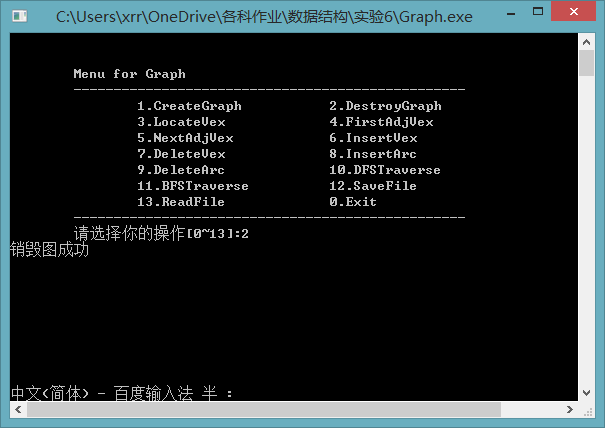 C:\Users\xrr\OneDrive\各科作业\数据结构\实验6\Graph.exe
Menu for Graph
-------------------------------------------------
1.CreateGraph 2.DestroyGraph
3.LocateVex 4.FirstAdjVex
5.NextAdjVex 6.InsertVex
7.DeleteVex 8.InsertArc
9.DeleteArc 10.DFSTraverse
11.BFSTraverse 12.SaveFile
13.ReadFile 0.Exit
-------------------------------------------------
请选择你的操作[0~13]:2
销毁图成功
中文(简体) - 百度输入法 半 :